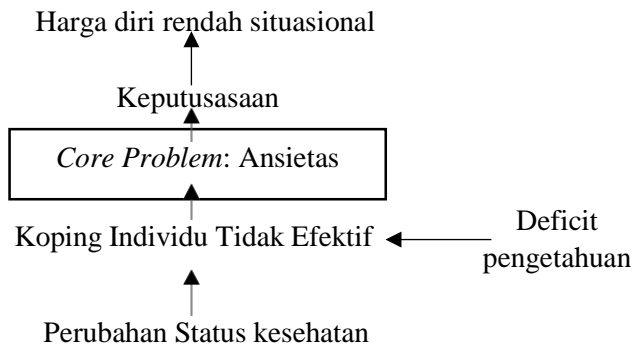 Harga diri rendah situasional
Keputusasaan
Core Problem: Ansietas
Koping Individu Tidak Efektif
Deficit
pengetahuan
Perubahan Status kesehatan